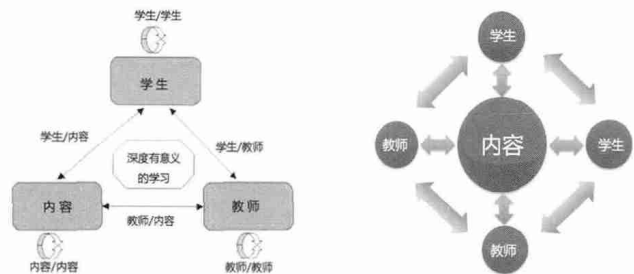 学生/学生
学生
学生/内容
学生/教师
深度有意义
的学习
内容
教师
教师/内容
内容/内容
教师/教师
学生
教师
内容
学生
教师